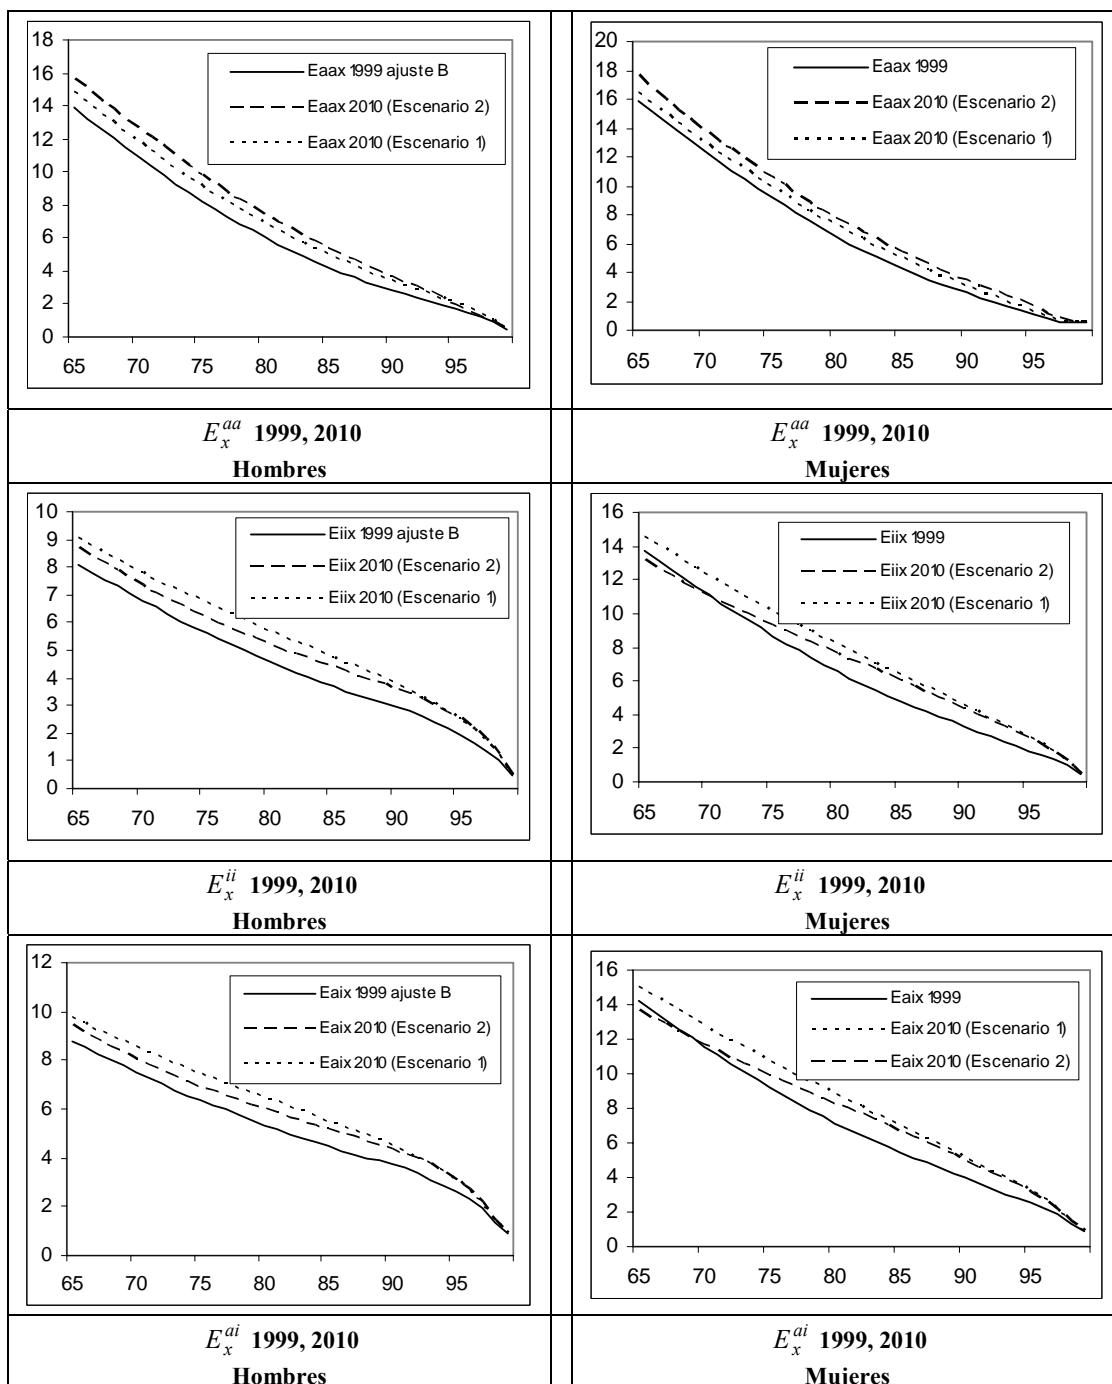 18
16
14
12
10
8
6
4
2
0
65 70 75 80 85 90 95
Eaax 1999 ajuste B
Eaax 2010 (Escenario 2)
Eaax 2010 (Escenario 1)
20
18
16
14
12
10
8
6
4
2
0
65 70 75 80 85 90 95
Eaax 1999
Eaax 2010 (Escenario 2)
Eaax 2010 (Escenario 1)
E_x^{aa} 1999, 2010
Hombres
E_x^{aa} 1999, 2010
Mujeres
10
9
8
7
6
5
4
3
2
1
0
65 70 75 80 85 90 95
Eiix 1999 ajuste B
Eiix 2010 (Escenario 2)
Eiix 2010 (Escenario 1)
16
14
12
10
8
6
4
2
0
65 70 75 80 85 90 95
Eiix 1999
Eiix 2010 (Escenario 2)
Eiix 2010 (Escenario 1)
E_x^{ii} 1999, 2010
Hombres
E_x^{ii} 1999, 2010
Mujeres
12
10
8
6
4
2
0
65 70 75 80 85 90 95
Eaix 1999 ajuste B
Eaix 2010 (Escenario 2)
Eaix 2010 (Escenario 1)
16
14
12
10
8
6
4
2
0
65 70 75 80 85 90 95
Eaix 1999
Eaix 2010 (Escenario 1)
Eaix 2010 (Escenario 2)
E_x^{ai} 1999, 2010
Hombres
E_x^{ai} 1999, 2010
Mujeres